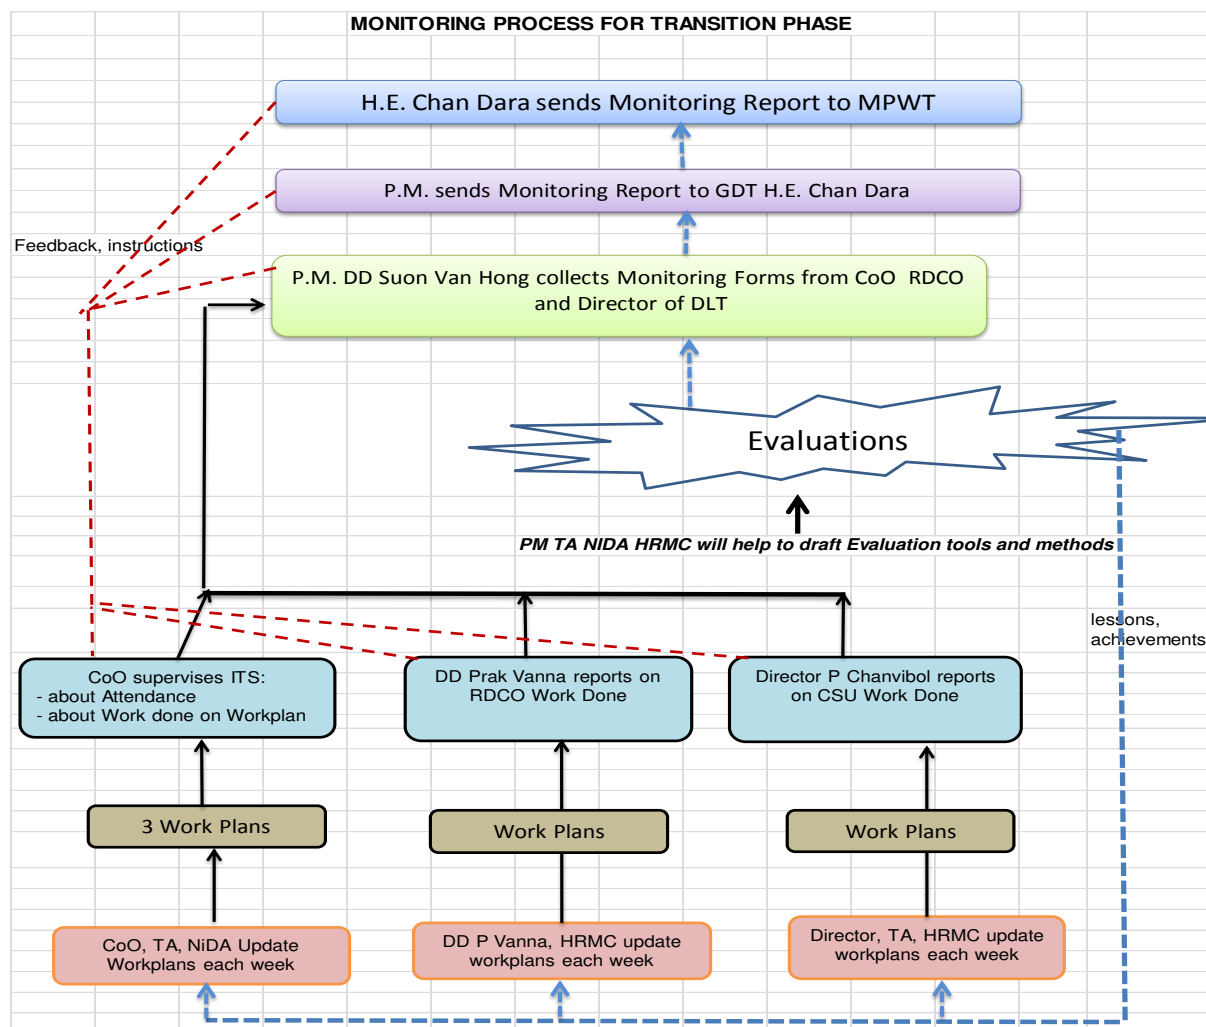 MONITORING PROCESS FOR TRANSITION PHASE
H.E. Chan Dara sends Monitoring Report to MPWT
P.M. sends Monitoring Report to GDT H.E. Chan Dara
Feedback, instructions
P.M. DD Suon Van Hong collects Monitoring Forms from CoO RDCO
and Director of DLT
Evaluations
PM TA NIDA HRMC will help to draft Evaluation tools and methods
lessons,
achievements
CoO supervises ITS:
- about Attendance
- about Work done on Workplan
DD Prak Vanna reports on
RDCO Work Done
Director P Chanvibol reports
on CSU Work Done
3 Work Plans
Work Plans
Work Plans
CoO, TA, NiDA Update
Workplans each week
DD P Vanna, HRMC update
workplans each week
Director, TA, HRMC update
workplans each week